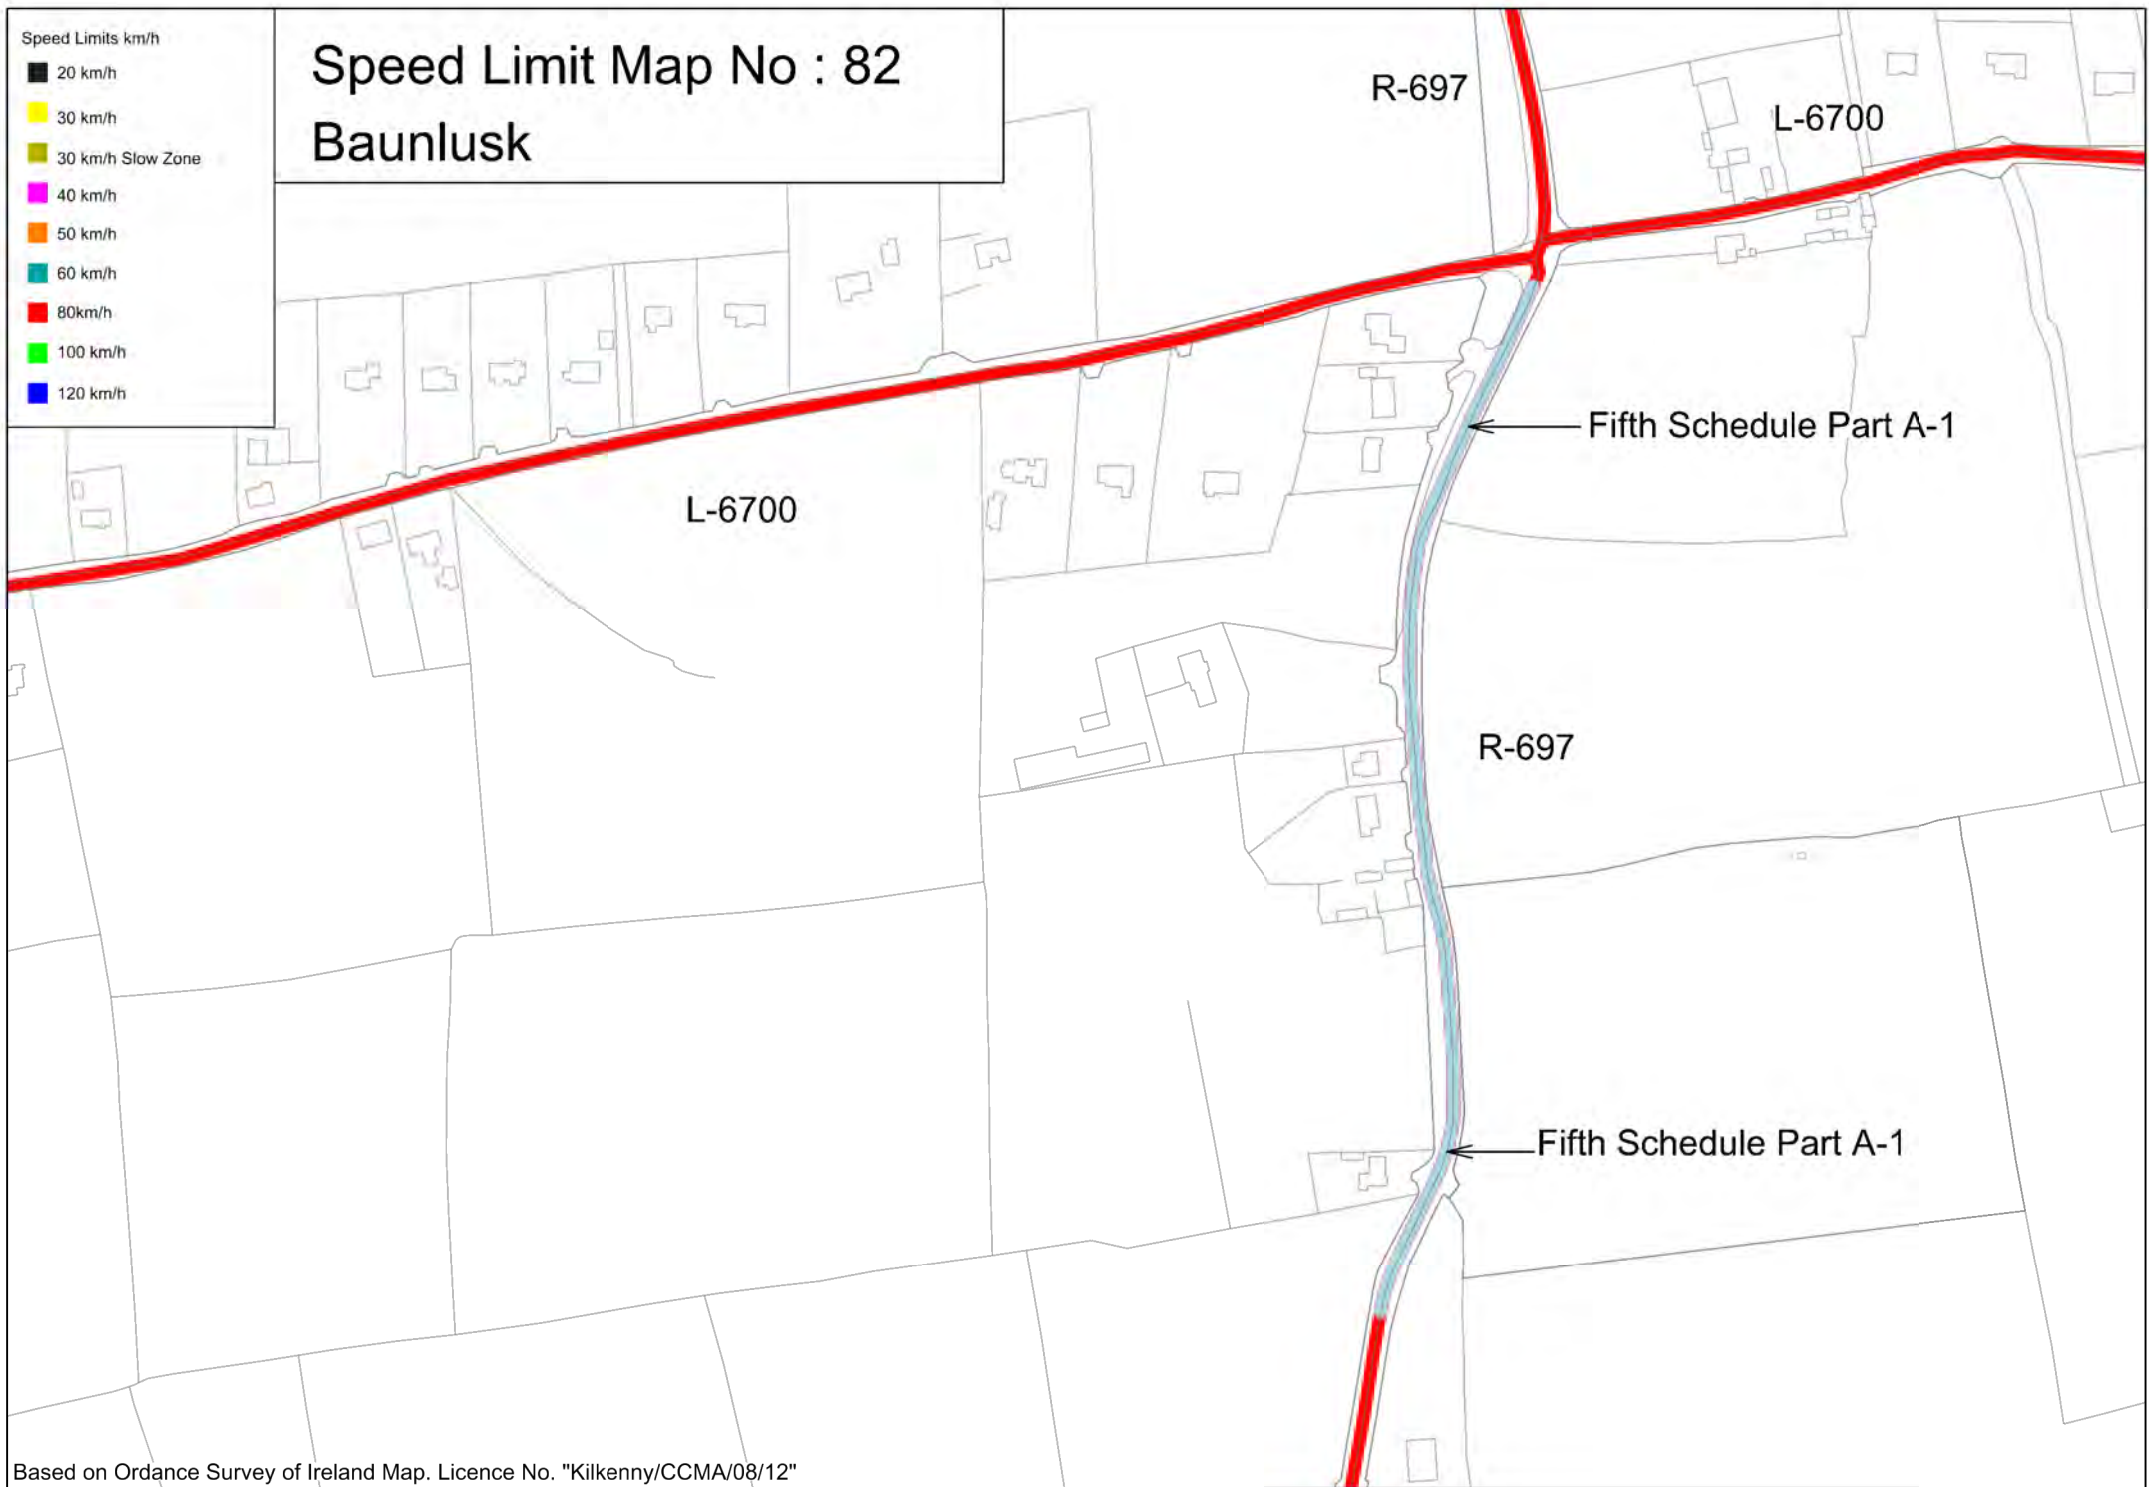 Speed Limits km/h
20 km/h
30 km/h
30 km/h Slow Zone
40 km/h
50 km/h
60 km/h
80km/h
100 km/h
120 km/h
Speed Limit Map No : 82
Baunlusk
R-697
L-6700
Fifth Schedule Part A-1
L-6700
R-697
Fifth Schedule Part A-1
Based on Ordance Survey of Ireland Map. Licence No. "Kilkenny/CCMA/08/12"